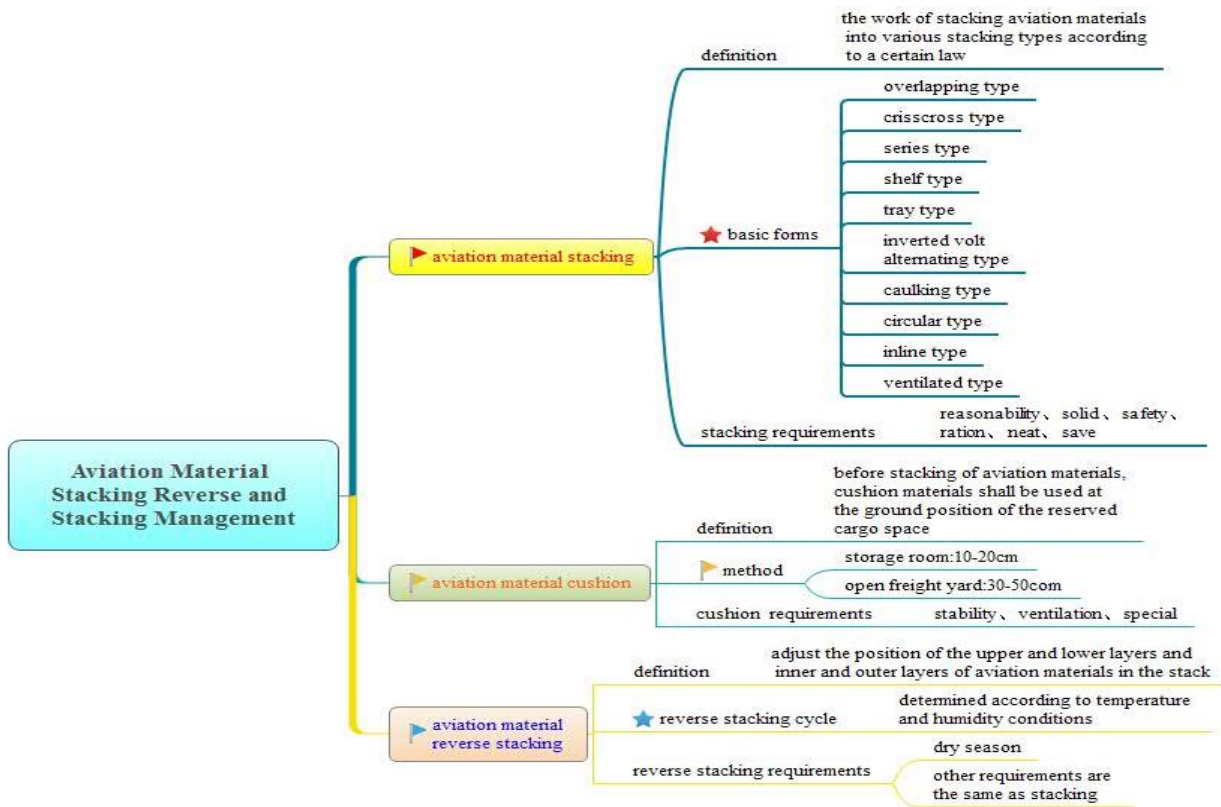 Aviation Material
Stacking Reverse and
Stacking Management
aviation material stacking
definition
the work of stacking aviation materials
into various stacking types according
to a certain law
basic forms
overlapping type
crisscross type
series type
shelf type
tray type
inverted volt
alternating type
caulking type
circular type
inline type
ventilated type
stacking requirements
reasonability、solid、safety、
ration、neat、save
aviation material cushion
definition
before stacking of aviation materials,
cushion materials shall be used at
the ground position of the reserved
cargo space
method
storage room:10-20cm
open freight yard:30-50com
cushion requirements
stability、ventilation、special
aviation material
reverse stacking
definition
adjust the position of the upper and lower layers and
inner and outer layers of aviation materials in the stack
reverse stacking cycle
determined according to temperature
and humidity conditions
reverse stacking requirements
dry season
other requirements are
the same as stacking